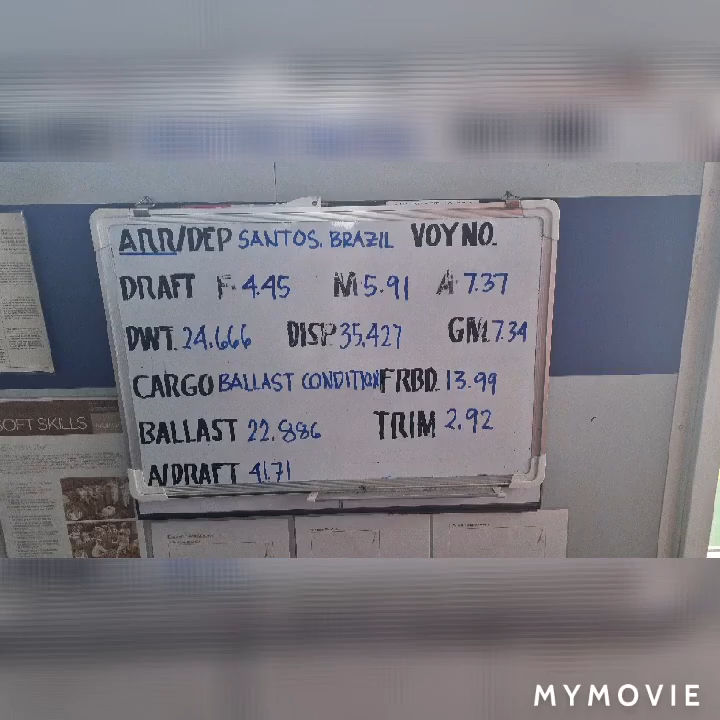 ARR/DEP SANTOS. BRAZIL VOY NO.
DRAFT F. 4.45 M 5.91 A 7.37
DWT. 24.666 DISP 35,427 GM. 7.34
CARGO BALLAST CONDITION FRBD. 13.99
BALLAST 22.886 TRIM 2.92
A/DRAFT 41.71
SOFT SKILLS
MYMOVIE